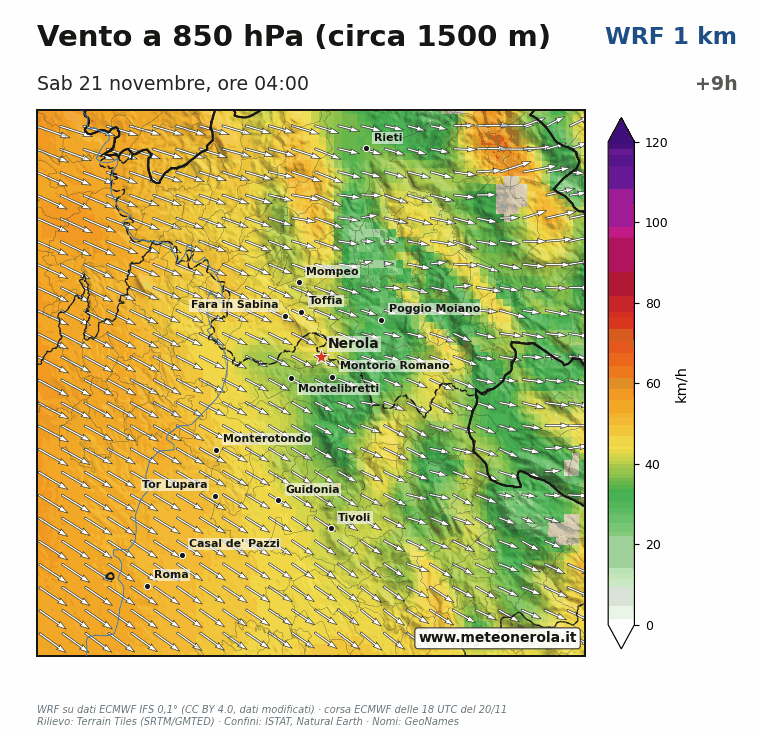 Vento a 850 hPa (circa 1500 m)
WRF 1 km
Sab 21 novembre, ore 04:00
+9h
Rieti
Mompeo
Toffia
Fara in Sabina
Poggio Moiano
Nerola
Montorio Romano
Montelibretti
Monterotondo
Tor Lupara
Guidonia
Tivoli
Casal de' Pazzi
Roma
www.meteonerola.it
120
100
80
60
40
20
0
km/h
WRF su dati ECMWF IFS 0,1° (CC BY 4.0, dati modificati) · corsa ECMWF delle 18 UTC del 20/11
Rilievo: Terrain Tiles (SRTM/GMTED) · Confini: ISTAT, Natural Earth · Nomi: GeoNames